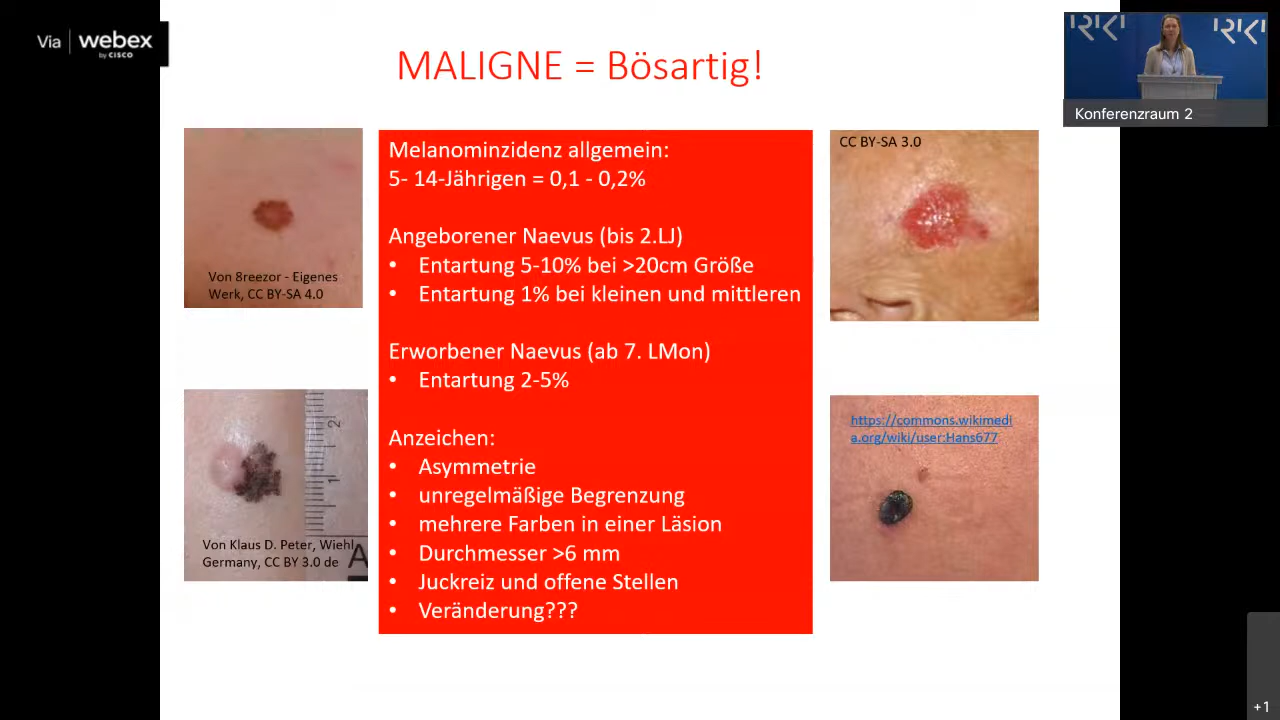 Via webex
by CISCO
RKI
RKI
Konferenzraum 2
MALIGNE = Bösartig!
Von 8reezor - Eigenes
Werk, CC BY-SA 4.0
Von Klaus D. Peter, Wiehl,
Germany, CC BY 3.0 de
2
1
A
Melanominzidenz allgemein:
5- 14-Jährigen = 0,1 - 0,2%
Angeborener Naevus (bis 2.LJ)
• Entartung 5-10% bei >20cm Größe
• Entartung 1% bei kleinen und mittleren
Erworbener Naevus (ab 7. LMon)
• Entartung 2-5%
Anzeichen:
• Asymmetrie
• unregelmäßige Begrenzung
• mehrere Farben in einer Läsion
• Durchmesser >6 mm
• Juckreiz und offene Stellen
• Veränderung???
CC BY-SA 3.0
https://commons.wikimedi
a.org/wiki/user:Hans677
+1